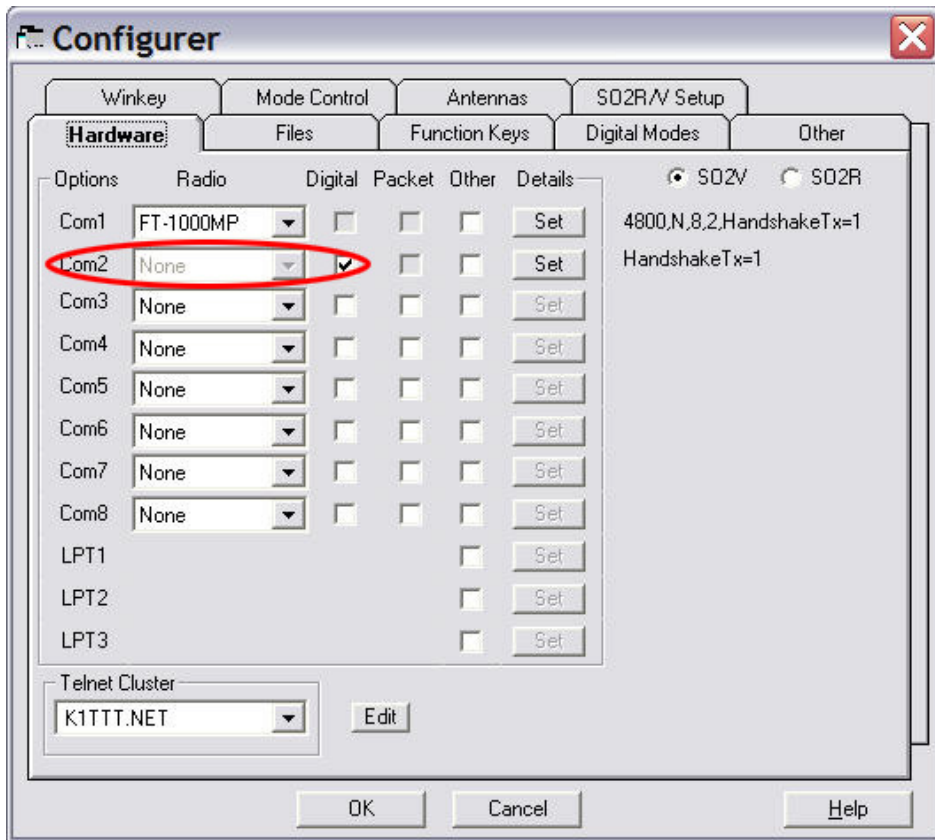 Configurer
Winkey Mode Control Antennas SO2R/V Setup
Hardware Files Function Keys Digital Modes Other
Options Radio Digital Packet Other Details SO2V SO2R
Com1 FT-1000MP Set 4800,N,8,2,HandshakeTx=1
Com2 None Set HandshakeTx=1
Com3 None Set
Com4 None Set
Com5 None Set
Com6 None Set
Com7 None Set
Com8 None Set
LPT1 Set
LPT2 Set
LPT3 Set
Telnet Cluster
K1TTT.NET Edit
OK Cancel Help